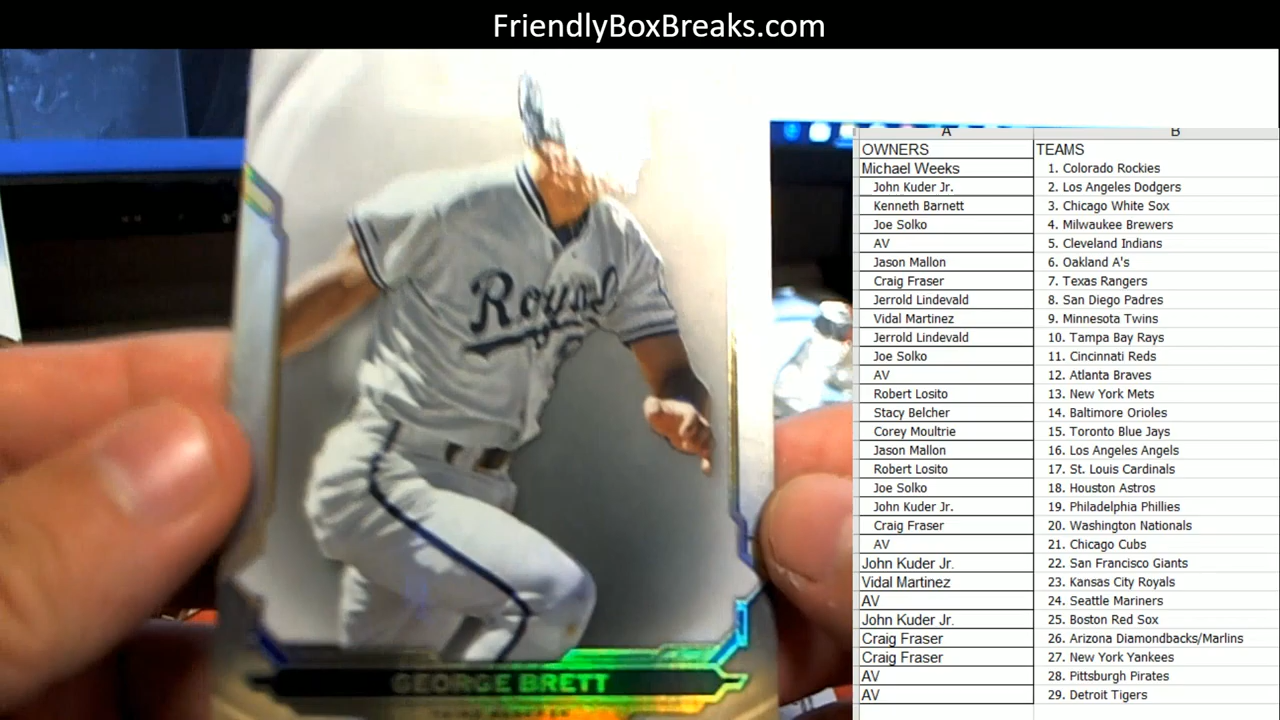 FriendlyBoxBreaks.com
Royals
GEORGE BRETT
A B
OWNERS TEAMS
Michael Weeks 1. Colorado Rockies
John Kuder Jr. 2. Los Angeles Dodgers
Kenneth Barnett 3. Chicago White Sox
Joe Solko 4. Milwaukee Brewers
AV 5. Cleveland Indians
Jason Mallon 6. Oakland A's
Craig Fraser 7. Texas Rangers
Jerrold Lindevald 8. San Diego Padres
Vidal Martinez 9. Minnesota Twins
Jerrold Lindevald 10. Tampa Bay Rays
Joe Solko 11. Cincinnati Reds
AV 12. Atlanta Braves
Robert Losito 13. New York Mets
Stacy Belcher 14. Baltimore Orioles
Corey Moultrie 15. Toronto Blue Jays
Jason Mallon 16. Los Angeles Angels
Robert Losito 17. St. Louis Cardinals
Joe Solko 18. Houston Astros
John Kuder Jr. 19. Philadelphia Phillies
Craig Fraser 20. Washington Nationals
AV 21. Chicago Cubs
John Kuder Jr. 22. San Francisco Giants
Vidal Martinez 23. Kansas City Royals
AV 24. Seattle Mariners
John Kuder Jr. 25. Boston Red Sox
Craig Fraser 26. Arizona Diamondbacks/Marlins
Craig Fraser 27. New York Yankees
AV 28. Pittsburgh Pirates
AV 29. Detroit Tigers